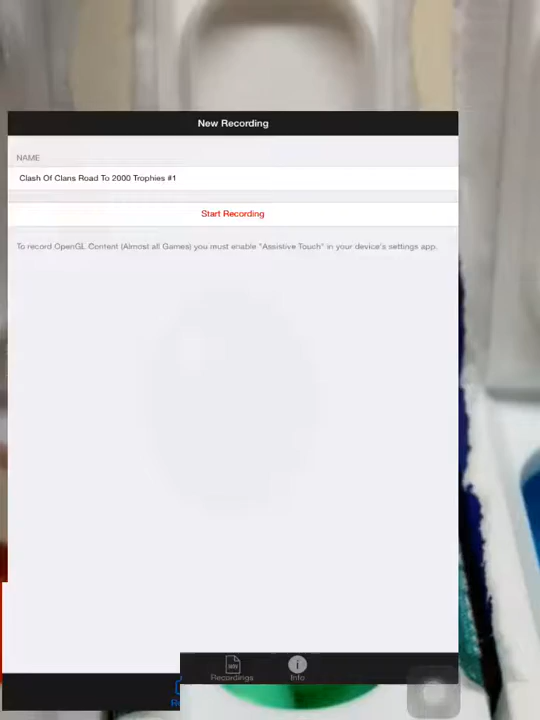 New Recording
NAME
Clash Of Clans Road To 2000 Trophies #1
Start Recording
To record OpenGL Content (Almost all Games) you must enable "Assistive Touch" in your device's settings app.
Recordings
Info